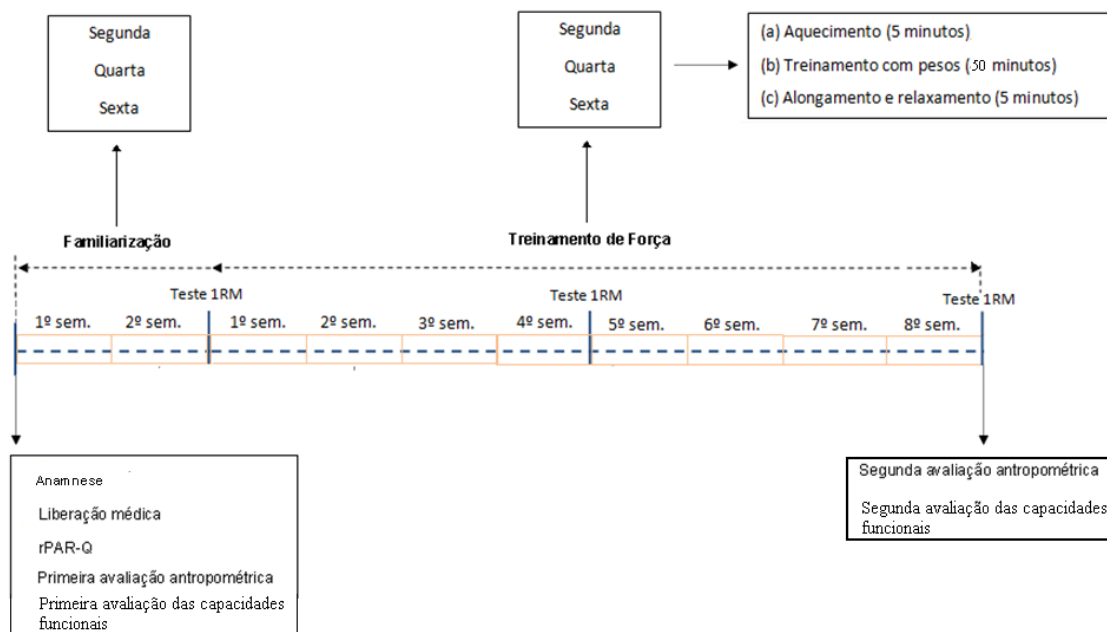 Segunda
Quarta
Sexta
Segunda
Quarta
Sexta
(a) Aquecimento (5 minutos)
(b) Treinamento com pesos (50 minutos)
(c) Alongamento e relaxamento (5 minutos)
Familiarização
Treinamento de Força
Teste 1RM
Teste 1RM
Teste 1RM
1º sem.
2º sem.
1º sem.
2º sem.
3º sem.
4º sem.
5º sem.
6º sem.
7º sem.
8º sem.
Anamnese
Liberação médica
rPAR-Q
Primeira avaliação antropométrica
Primeira avaliação das capacidades
funcionais
Segunda avaliação antropométrica
Segunda avaliação das capacidades
funcionais